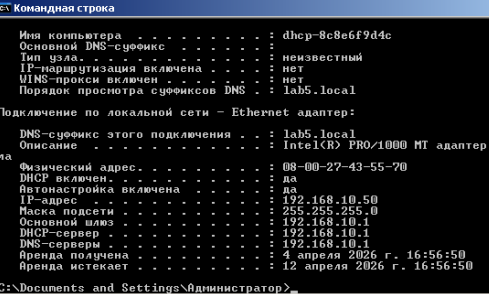 Командная строка
Имя компьютера . . . . . . . . . : dhcp-8c8e6f9d4c
Основной DNS-суффикс . . . . . . :
Тип узла. . . . . . . . . . . . . : неизвестный
IP-маршрутизация включена . . . . : нет
WINS-прокси включен . . . . . . . : нет
Порядок просмотра суффиксов DNS . : lab5.local
Подключение по локальной сети - Ethernet адаптер:
DNS-суффикс этого подключения . . : lab5.local
Описание . . . . . . . . . . . . : Intel(R) PRO/1000 MT адаптер
ма
Физический адрес. . . . . . . . . : 08-00-27-43-55-70
DHCP включен. . . . . . . . . . . : да
Автонастройка включена . . . . . : да
IP-адрес . . . . . . . . . . . . : 192.168.10.50
Маска подсети . . . . . . . . . . : 255.255.255.0
Основной шлюз . . . . . . . . . . : 192.168.10.1
DHCP-сервер . . . . . . . . . . . : 192.168.10.1
DNS-серверы . . . . . . . . . . . : 192.168.10.1
Аренда получена . . . . . . . . . : 4 апреля 2026 г. 16:56:50
Аренда истекает . . . . . . . . . : 12 апреля 2026 г. 16:56:50
C:\Documents and Settings\Администратор>_